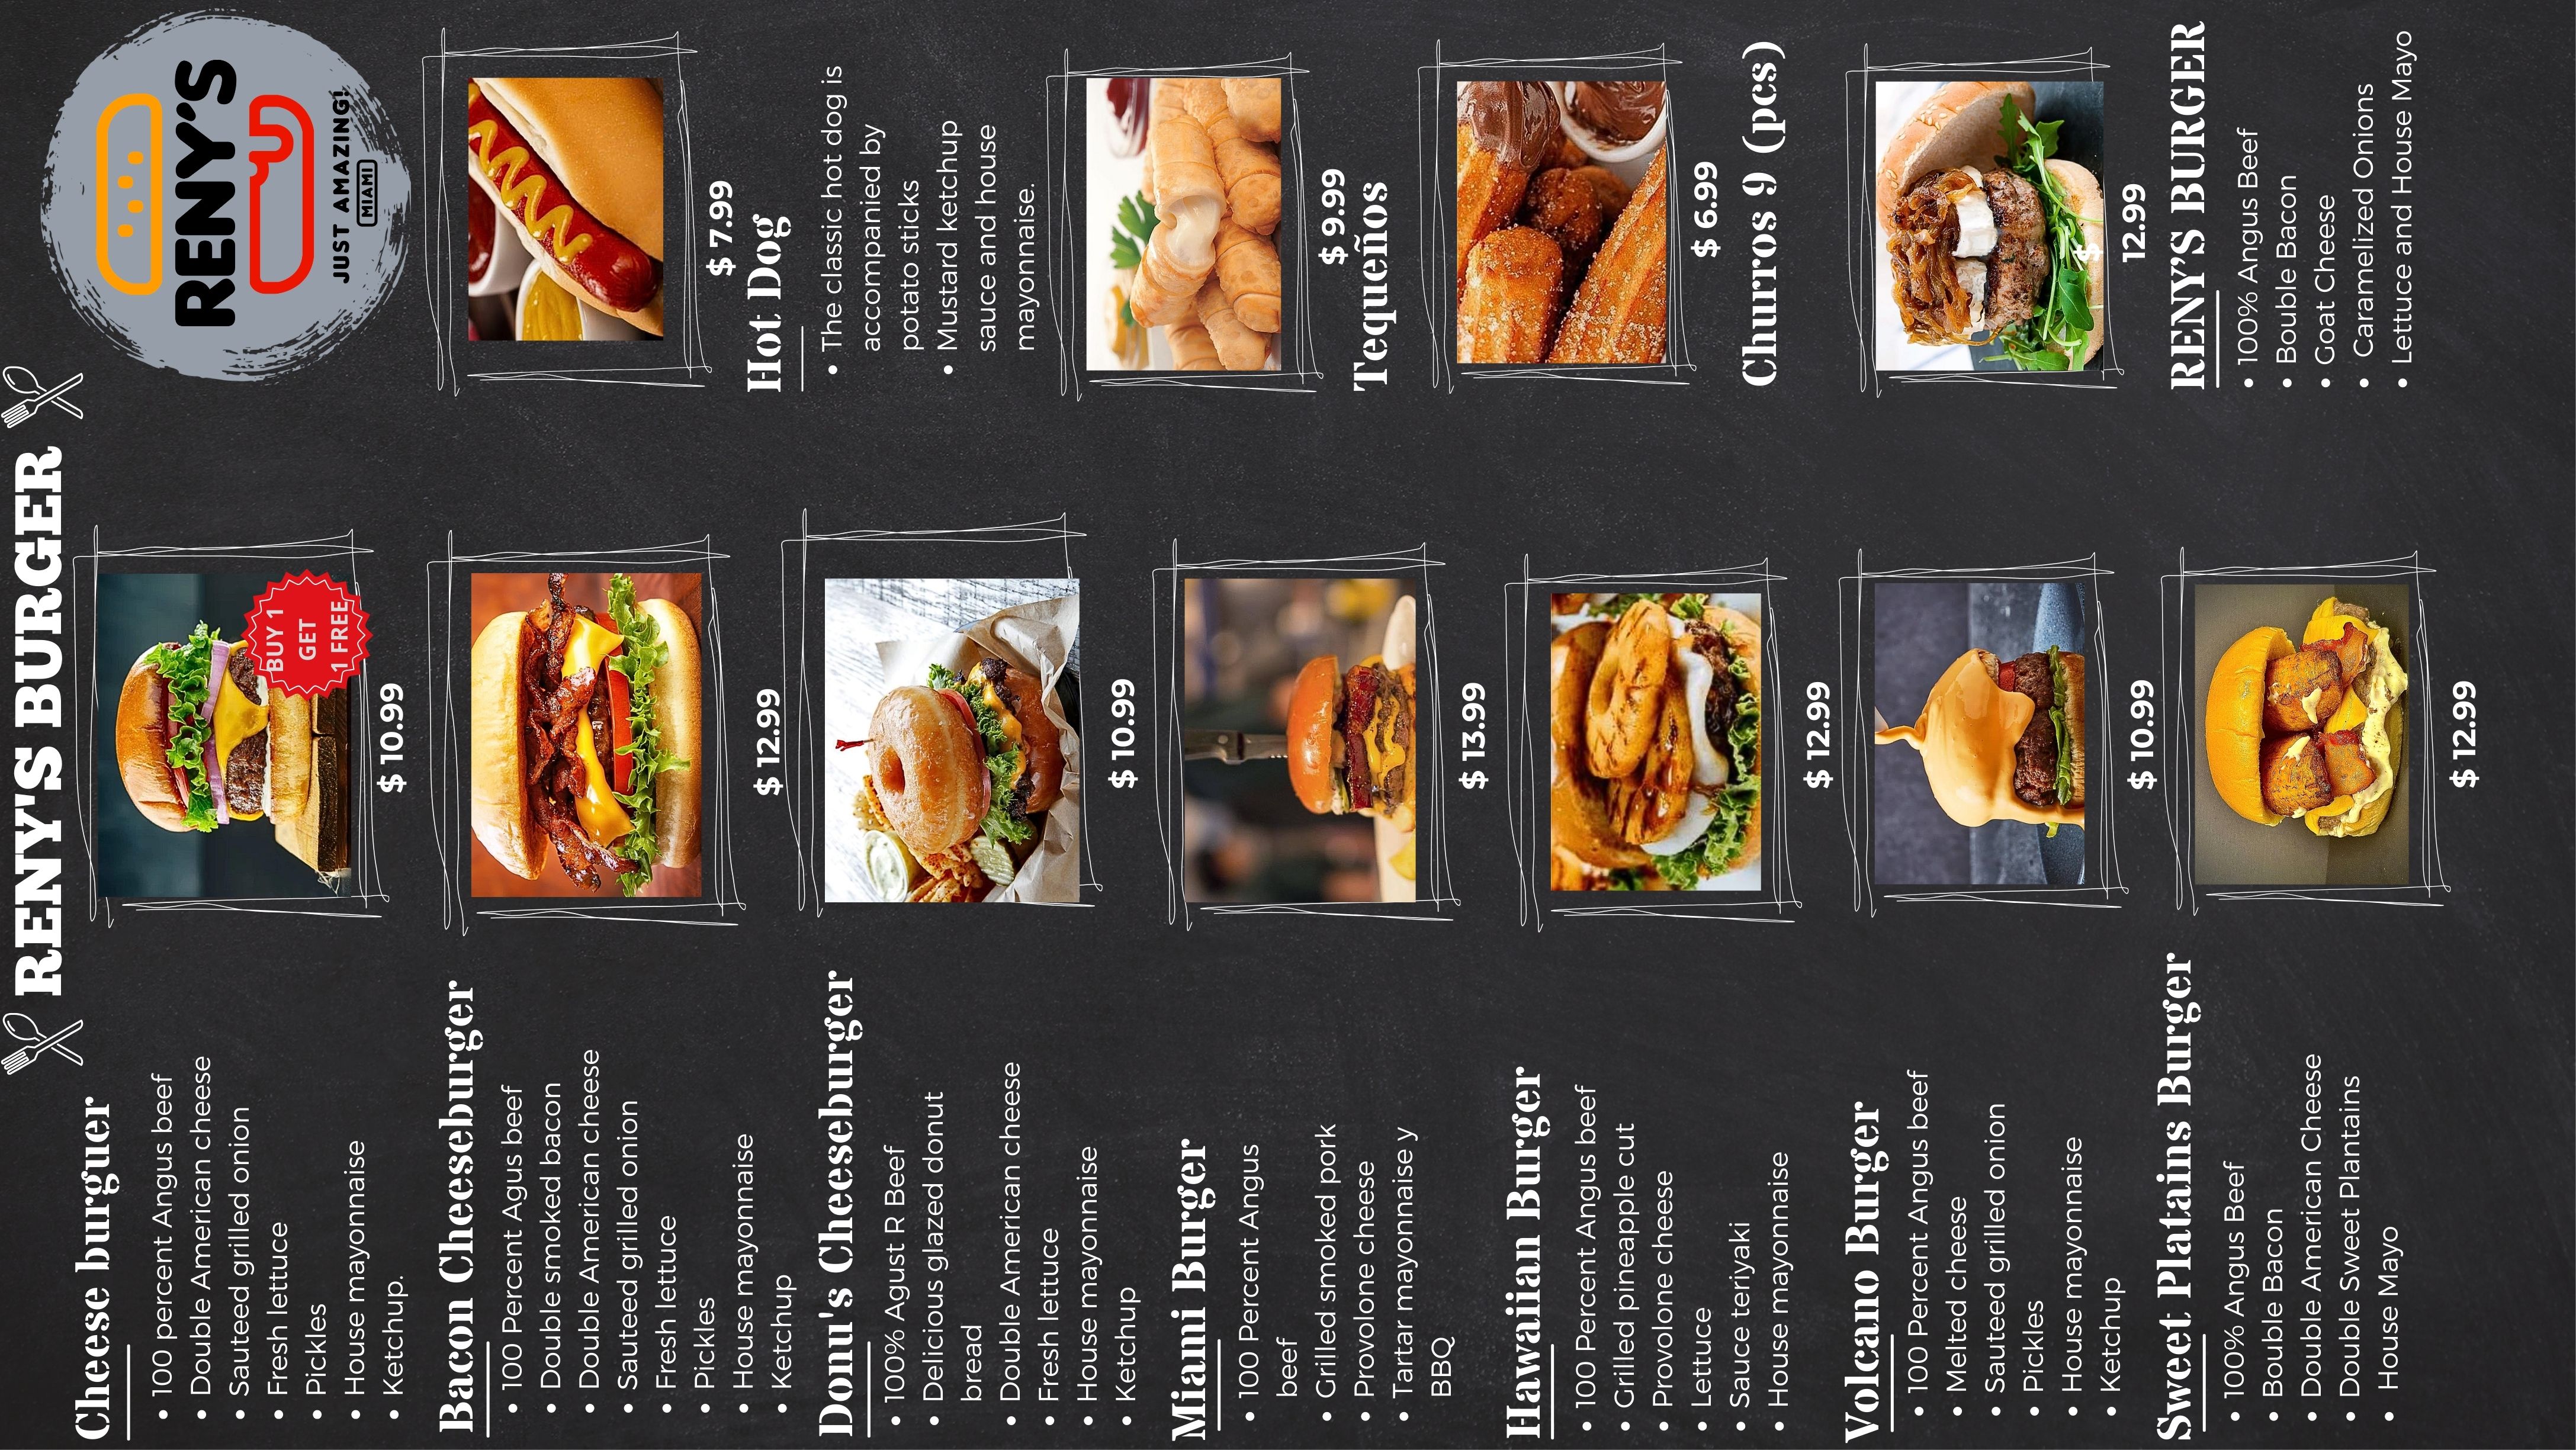 RENY'S BURGER
Cheese burguer
• 100 percent Angus beef
• Double American cheese
• Sauteed grilled onion
• Fresh lettuce
• Pickles
• House mayonnaise
• Ketchup.
BUY 1
GET
1 FREE
$ 10.99
Bacon Cheeseburger
• 100 Percent Agus beef
• Double smoked bacon
• Double American cheese
• Sauteed grilled onion
• Fresh lettuce
• Pickles
• House mayonnaise
• Ketchup
$ 12.99
Donu's Cheeseburger
• 100% Agust R Beef
• Delicious glazed donut
bread
• Double American cheese
• Fresh lettuce
• House mayonnaise
• Ketchup
$ 10.99
Miami Burger
• 100 Percent Angus
beef
• Grilled smoked pork
• Provolone cheese
• Tartar mayonnaise y
BBQ
$ 13.99
Hawaiian Burger
• 100 Percent Angus beef
• Grilled pineapple cut
• Provolone cheese
• Lettuce
• Sauce teriyaki
• House mayonnaise
$ 12.99
Volcano Burger
• 100 Percent Angus beef
• Melted cheese
• Sauteed grilled onion
• Pickles
• House mayonnaise
• Ketchup
$ 10.99
Sweet Platains Burger
• 100% Angus Beef
• Bouble Bacon
• Double American Cheese
• Double Sweet Plantains
• House Mayo
$ 12.99
RENY'S
JUST AMAZING!
MIAMI
$ 7.99
Hot Dog
• The classic hot dog is
accompanied by
potato sticks
• Mustard ketchup
sauce and house
mayonnaise.
$ 9.99
Tequeños
$ 6.99
Churros 9 (pcs)
$
12.99
RENY'S BURGER
• 100% Angus Beef
• Bouble Bacon
• Goat Cheese
• Caramelized Onions
• Lettuce and House Mayo